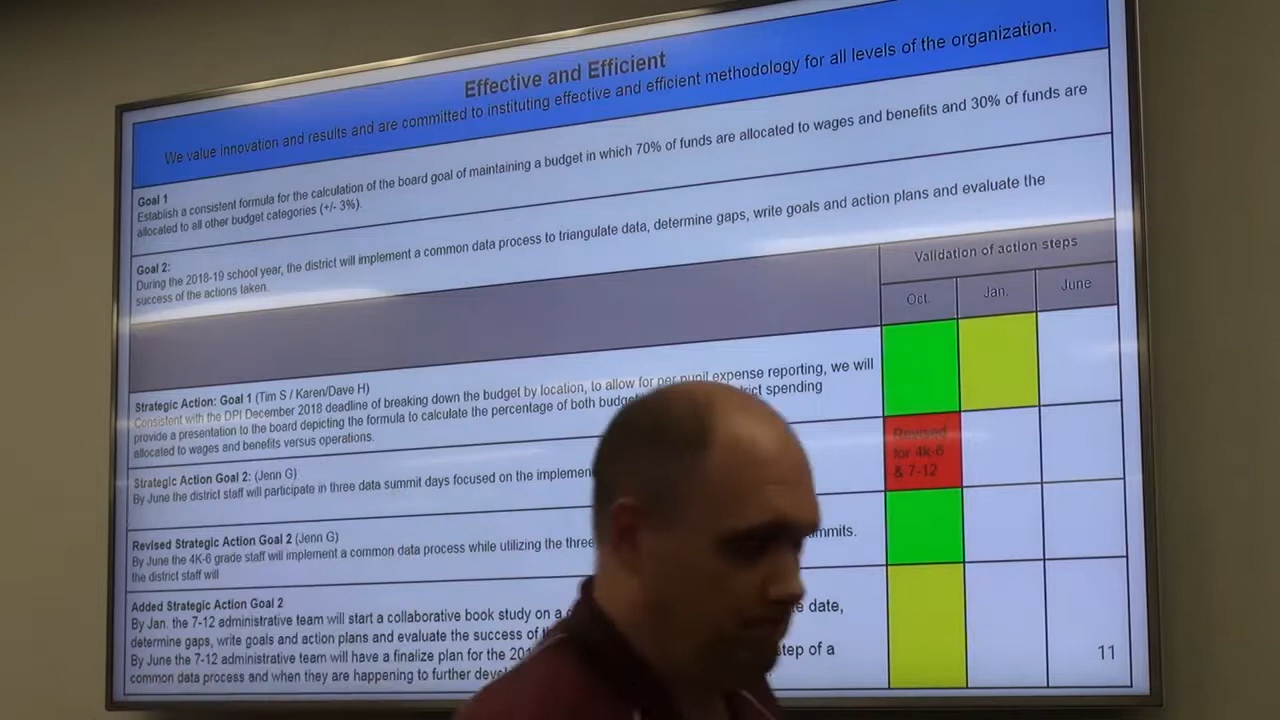 Effective and Efficient
We value innovation and results and are committed to instituting effective and efficient methodology for all levels of the organization.
Goal 1
Establish a consistent formula for the calculation of the board goal of maintaining a budget in which 70% of funds are allocated to wages and benefits and 30% of funds are
allocated to all other budget categories (+/- 3%).
Goal 2:
During the 2018-19 school year, the district will implement a common data process to triangulate data, determine gaps, write goals and action plans and evaluate the
success of the actions taken.
Validation of action steps
Oct.
Jan.
June
Strategic Action: Goal 1 (Tim S / Karen/Dave H)
Consistent with the DPI December 2018 deadline of breaking down the budget by location, to allow for per pupil expense reporting, we will
provide a presentation to the board depicting the formula to calculate the percentage of both spending
allocated to wages and benefits versus operations.
Strategic Action Goal 2: (Jenn G)
By June the district staff will participate in three data summit days focused on the
Revised
for 4k-6
& 7-12
Revised Strategic Action Goal 2 (Jenn G)
By June the 4K-6 grade staff will implement a common data process while utilizing the three
the district staff will
Added Strategic Action Goal 2
By Jan. the 7-12 administrative team will start a collaborative book study on a date,
determine gaps, write goals and action plans and evaluate the success of
By June the 7-12 administrative team will have a finalize plan for the of a
common data process and when they are happening to further
11